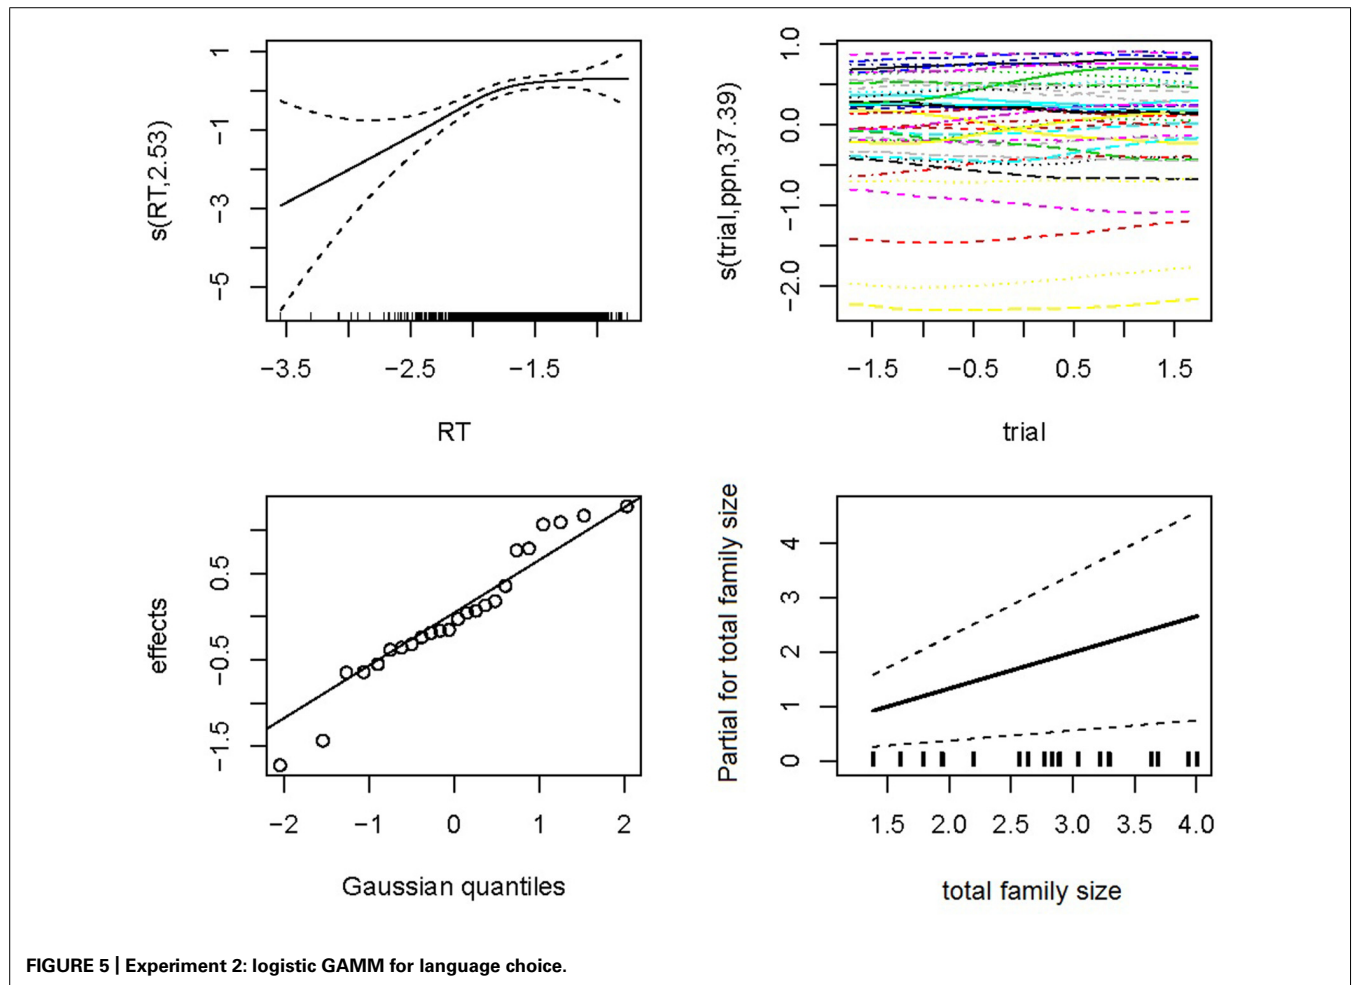 s(RT,2.53)
1
−1
−3
−5
−3.5 −2.5 −1.5
RT
s(trial,ppn,37.39)
1.0
0.0
−1.0
−2.0
−1.5 −0.5 0.5 1.5
trial
effects
0.5
−0.5
−1.5
−2 −1 0 1 2
Gaussian quantiles
Partial for total family size
4
3
2
1
0
1.5 2.0 2.5 3.0 3.5 4.0
total family size
FIGURE 5 | Experiment 2: logistic GAMM for language choice.